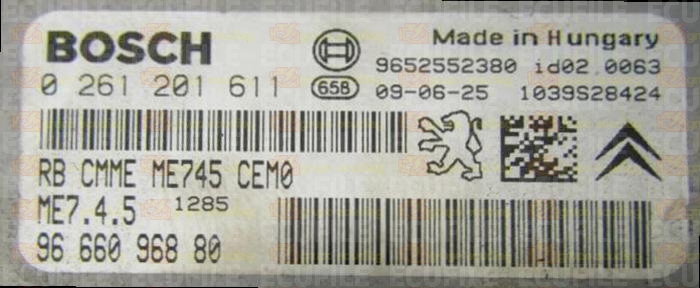 BOSCH
Made in Hungary
9652552380 id02.0063
0 261 201 611
658
09-06-25 1039S28424
RB CMME ME745 CEM0
ME7.4.5 1285
96 660 968 80